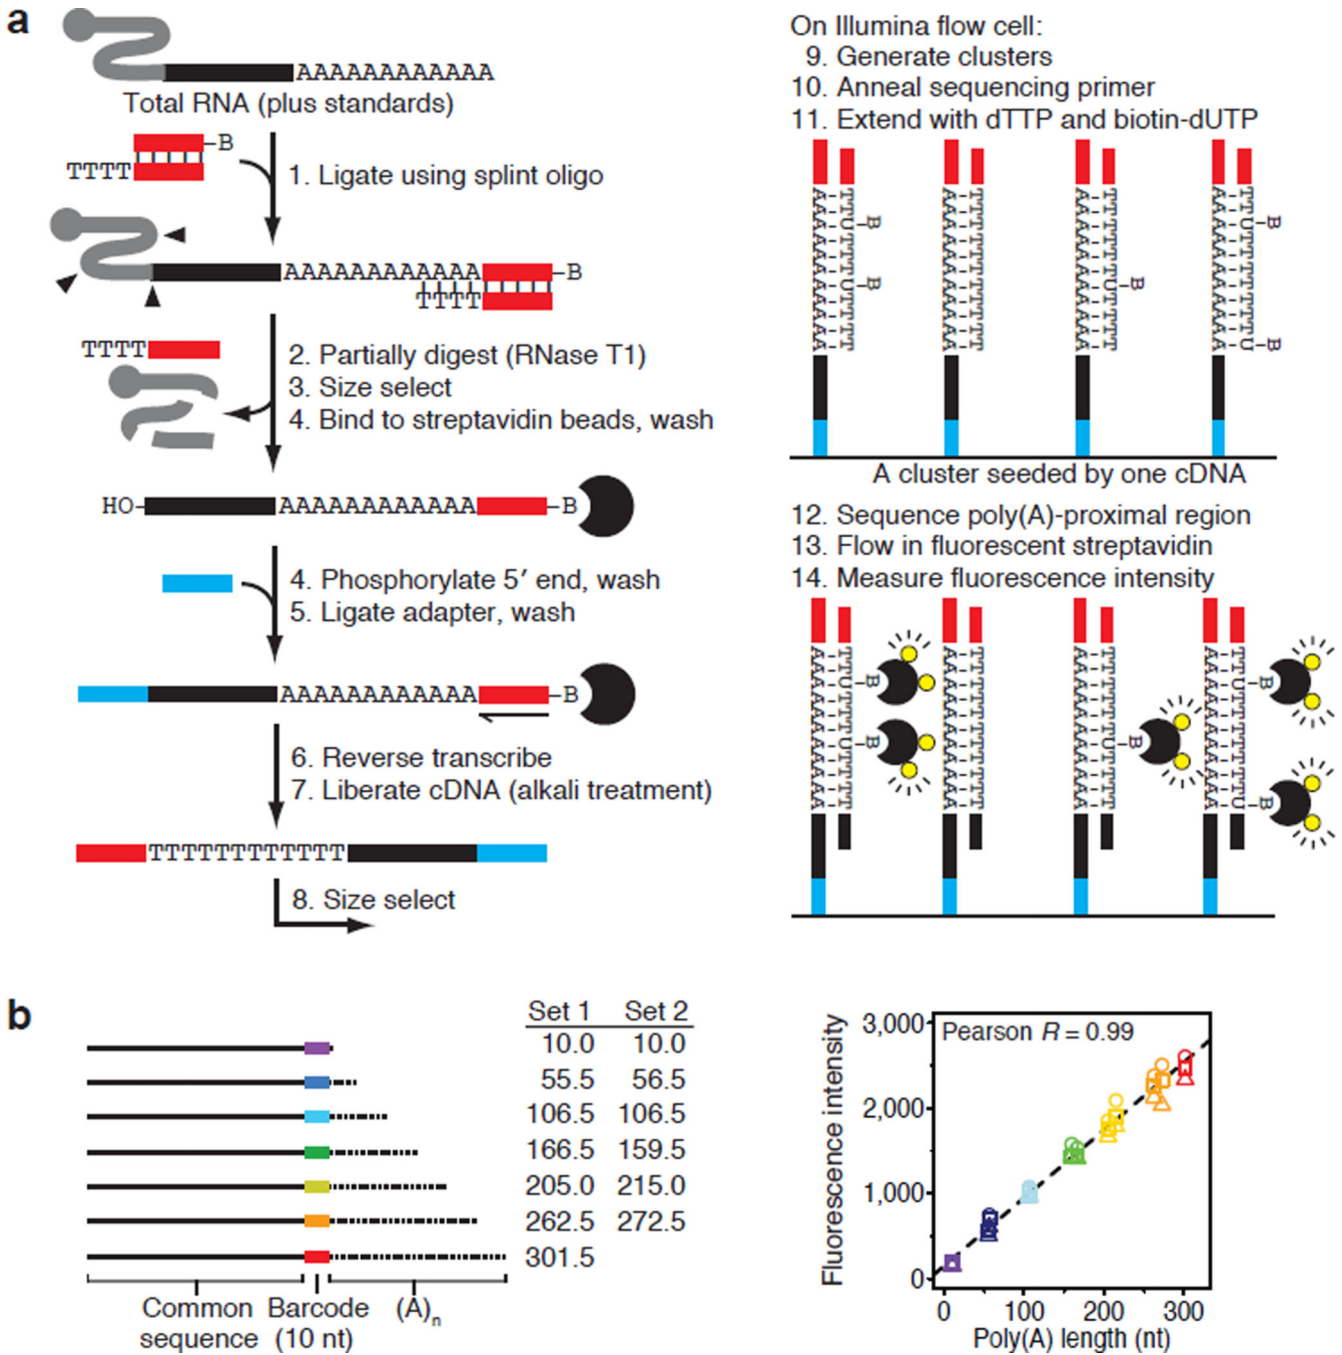 a
AAAAAAAAAAAA
Total RNA (plus standards)
B
TTTT
1. Ligate using splint oligo
AAAAAAAAAAAA
B
TTTT
TTTT
2. Partially digest (RNase T1)
3. Size select
4. Bind to streptavidin beads, wash
HO
AAAAAAAAAAAA
B
4. Phosphorylate 5′ end, wash
5. Ligate adapter, wash
AAAAAAAAAAAA
B
6. Reverse transcribe
7. Liberate cDNA (alkali treatment)
TTTTTTTTTTTT
8. Size select
On Illumina flow cell:
9. Generate clusters
10. Anneal sequencing primer
11. Extend with dTTP and biotin-dUTP
B
B
B
B
B
A cluster seeded by one cDNA
12. Sequence poly(A)-proximal region
13. Flow in fluorescent streptavidin
14. Measure fluorescence intensity
B
B
B
B
B
b
Set 1 Set 2
10.0 10.0
55.5 56.5
106.5 106.5
166.5 159.5
205.0 215.0
262.5 272.5
301.5
Common sequence
Barcode (10 nt)
(A)n
Fluorescence intensity
Pearson R = 0.99
3,000
2,000
1,000
0
0 100 200 300
Poly(A) length (nt)